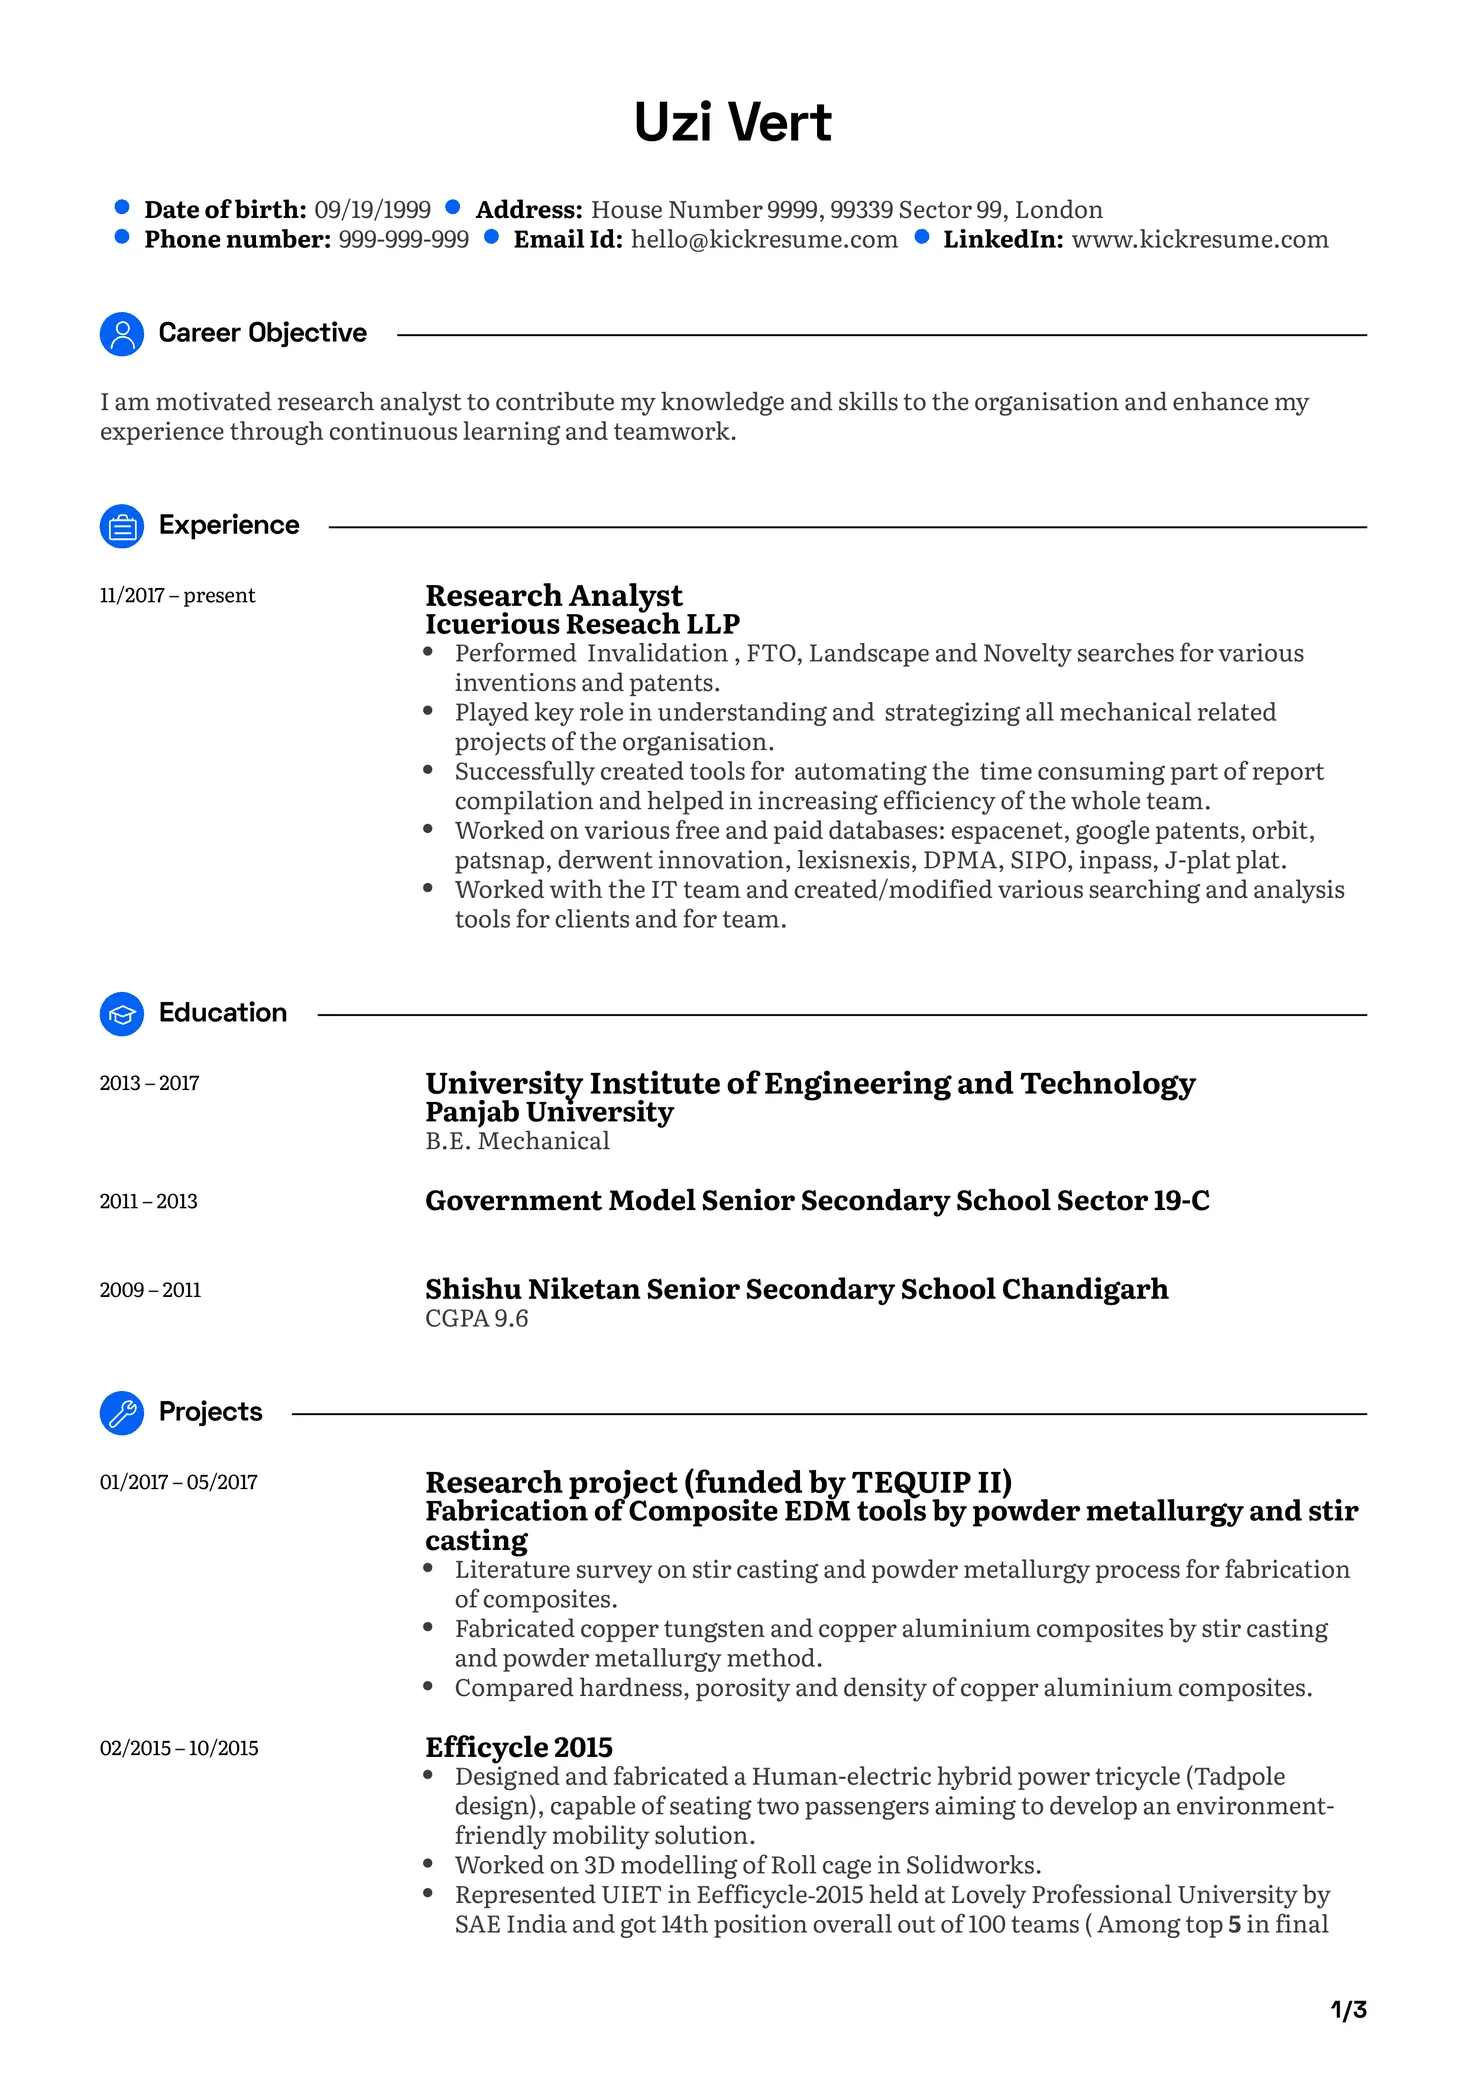 Uzi Vert
Date of birth: 09/19/1999 Address: House Number 9999, 99339 Sector 99, London
Phone number: 999-999-999 Email Id: hello@kickresume.com LinkedIn: www.kickresume.com
Career Objective
I am motivated research analyst to contribute my knowledge and skills to the organisation and enhance my
experience through continuous learning and teamwork.
Experience
11/2017 – present
Research Analyst
Icuerious Reseach LLP
• Performed Invalidation , FTO, Landscape and Novelty searches for various
inventions and patents.
• Played key role in understanding and strategizing all mechanical related
projects of the organisation.
• Successfully created tools for automating the time consuming part of report
compilation and helped in increasing efficiency of the whole team.
• Worked on various free and paid databases: espacenet, google patents, orbit,
patsnap, derwent innovation, lexisnexis, DPMA, SIPO, inpass, J-plat plat.
• Worked with the IT team and created/modified various searching and analysis
tools for clients and for team.
Education
2013 – 2017
University Institute of Engineering and Technology
Panjab University
B.E. Mechanical
2011 – 2013
Government Model Senior Secondary School Sector 19-C
2009 – 2011
Shishu Niketan Senior Secondary School Chandigarh
CGPA 9.6
Projects
01/2017 – 05/2017
Research project (funded by TEQUIP II)
Fabrication of Composite EDM tools by powder metallurgy and stir
casting
• Literature survey on stir casting and powder metallurgy process for fabrication
of composites.
• Fabricated copper tungsten and copper aluminium composites by stir casting
and powder metallurgy method.
• Compared hardness, porosity and density of copper aluminium composites.
02/2015 – 10/2015
Efficycle 2015
• Designed and fabricated a Human-electric hybrid power tricycle (Tadpole
design), capable of seating two passengers aiming to develop an environment-
friendly mobility solution.
• Worked on 3D modelling of Roll cage in Solidworks.
• Represented UIET in Eefficycle-2015 held at Lovely Professional University by
SAE India and got 14th position overall out of 100 teams ( Among top 5 in final
1/3